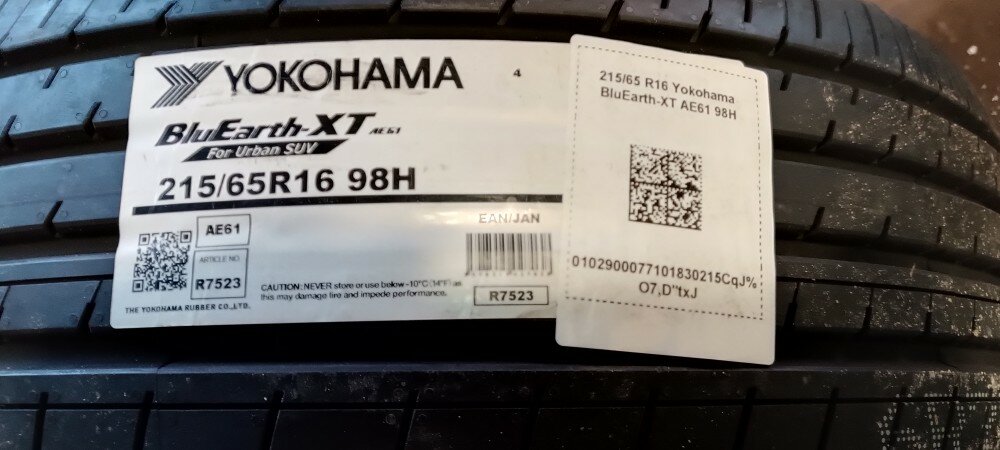 YOKOHAMA
4
BluEarth-XT AE61
For Urban SUV
215/65R16 98H
AE61
ARTICLE NO.
R7523
THE YOKOHAMA RUBBER CO.,LTD.
EAN/JAN
R7523
CAUTION: NEVER store or use below -10°C (14°F) as
this may damage tire and impede performance.
215/65 R16 Yokohama
BluEarth-XT AE61 98H
0102900077101830215CqJ%
O7,D"txJ